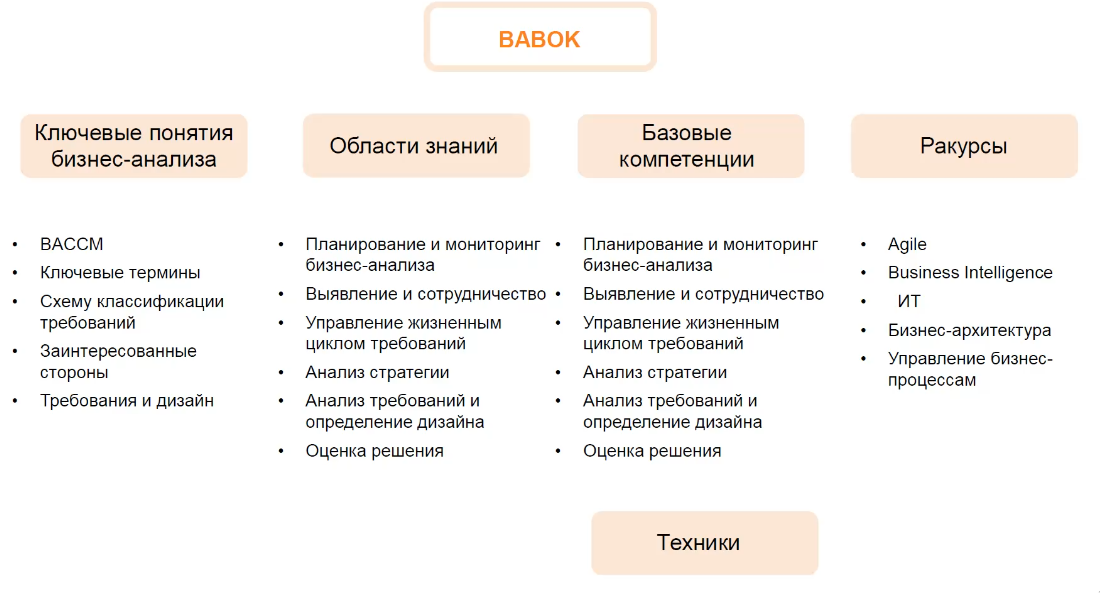 BABOK
Ключевые понятия
бизнес-анализа
Области знаний
Базовые
компетенции
Ракурсы
• BACCM
• Ключевые термины
• Схему классификации
требований
• Заинтересованные
стороны
• Требования и дизайн
• Планирование и мониторинг
бизнес-анализа
• Выявление и сотрудничество
• Управление жизненным
циклом требований
• Анализ стратегии
• Анализ требований и
определение дизайна
• Оценка решения
• Планирование и мониторинг
бизнес-анализа
• Выявление и сотрудничество
• Управление жизненным
циклом требований
• Анализ стратегии
• Анализ требований и
определение дизайна
• Оценка решения
• Agile
• Business Intelligence
• ИТ
• Бизнес-архитектура
• Управление бизнес-
процессам
Техники